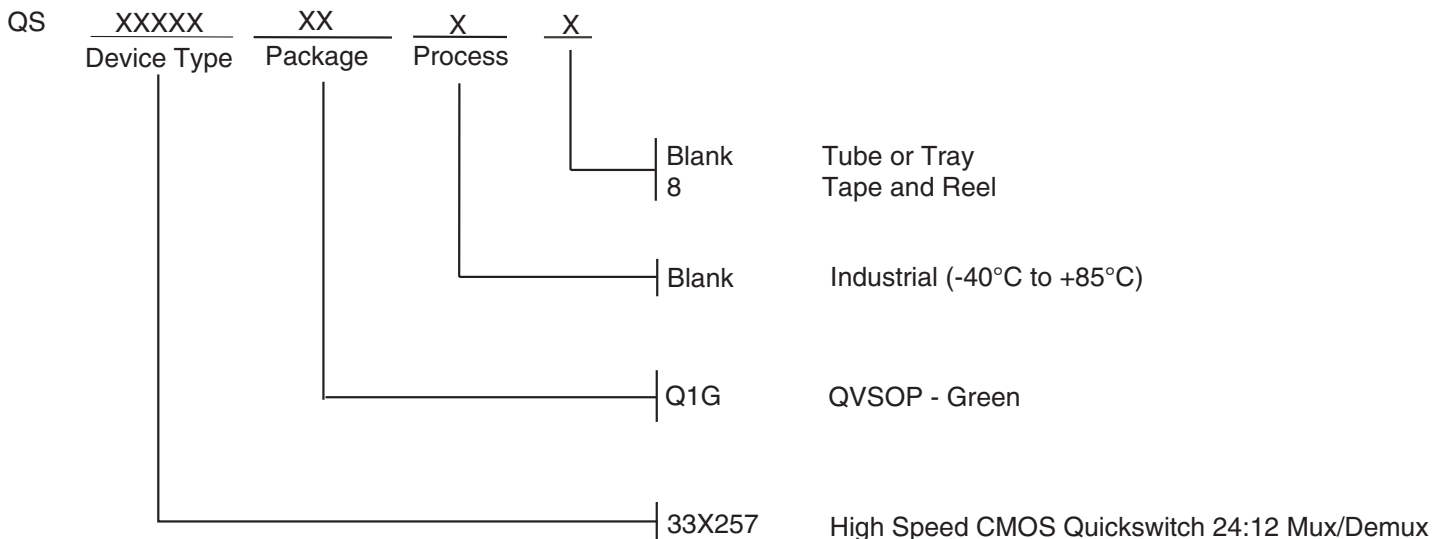 QS XXXXX XX X X
Device Type Package Process
Blank Tube or Tray
8 Tape and Reel
Blank Industrial (-40°C to +85°C)
Q1G QVSOP - Green
33X257 High Speed CMOS Quickswitch 24:12 Mux/Demux